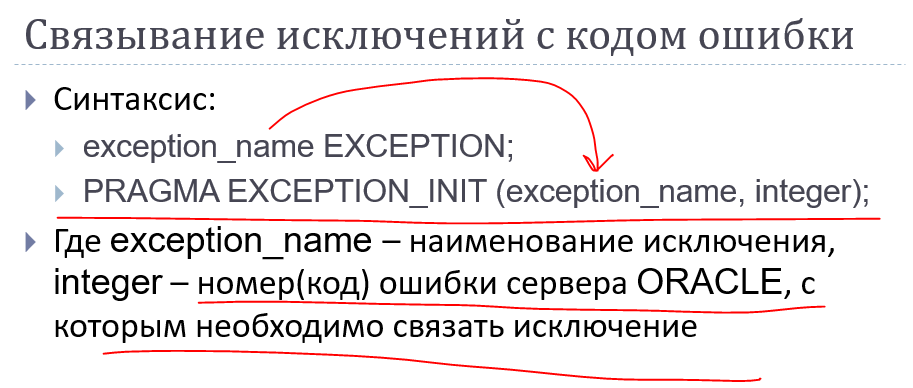 Связывание исключений с кодом ошибки
Синтаксис:
exception_name EXCEPTION;
PRAGMA EXCEPTION_INIT (exception_name, integer);
Где exception_name – наименование исключения,
integer – номер(код) ошибки сервера ORACLE, с
которым необходимо связать исключение